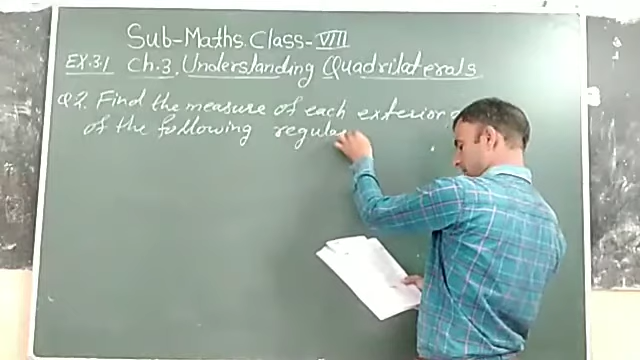 Sub-Maths Class-VIII
EX.3.1 Ch.3. Understanding Quadrilaterals
Q2. Find the measure of each exterior
of the following regular